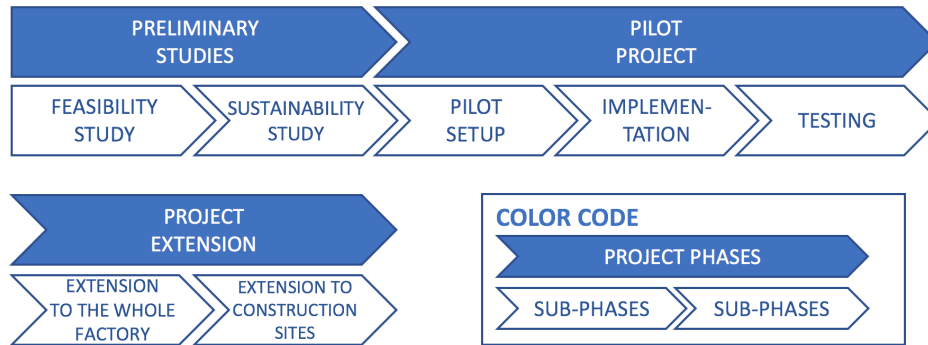 PRELIMINARY
STUDIES
PILOT
PROJECT
FEASIBILITY
STUDY
SUSTAINABILITY
STUDY
PILOT
SETUP
IMPLEMEN-
TATION
TESTING
PROJECT
EXTENSION
EXTENSION
TO THE WHOLE
FACTORY
EXTENSION TO
CONSTRUCTION
SITES
COLOR CODE
PROJECT PHASES
SUB-PHASES
SUB-PHASES